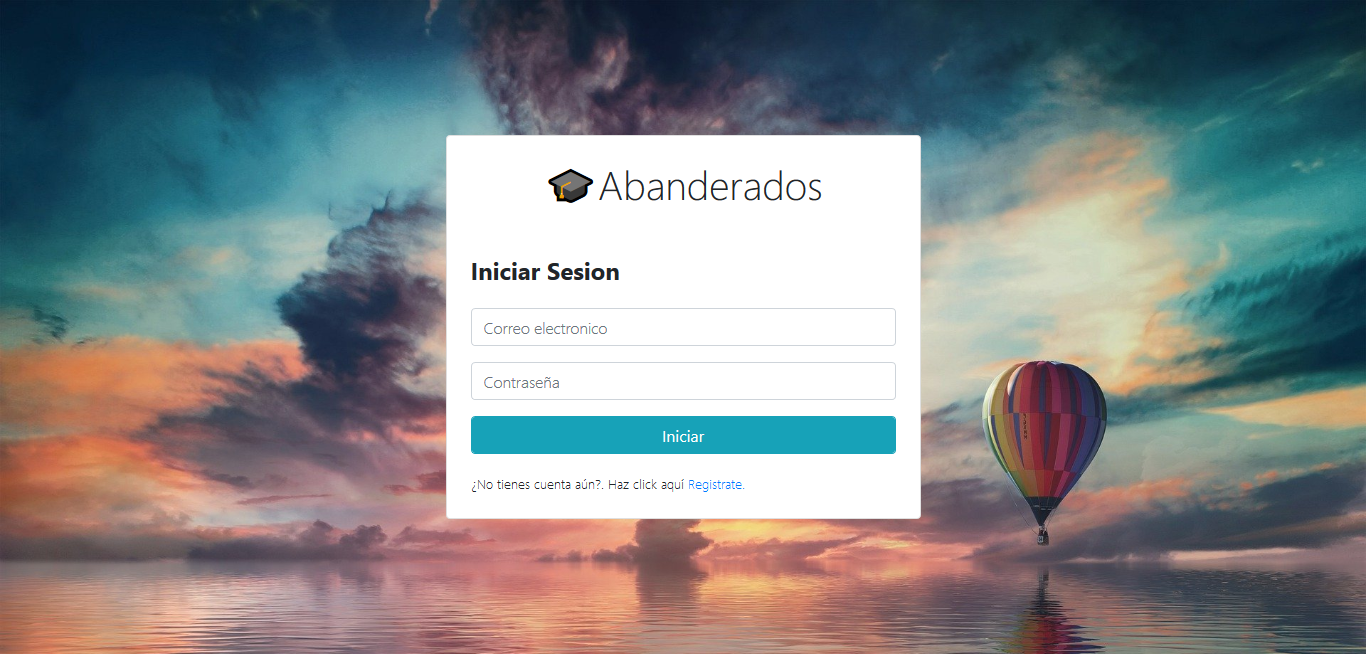 Abanderados
Iniciar Sesion
Correo electronico
Contraseña
Iniciar
¿No tienes cuenta aún?. Haz click aquí Registrate.